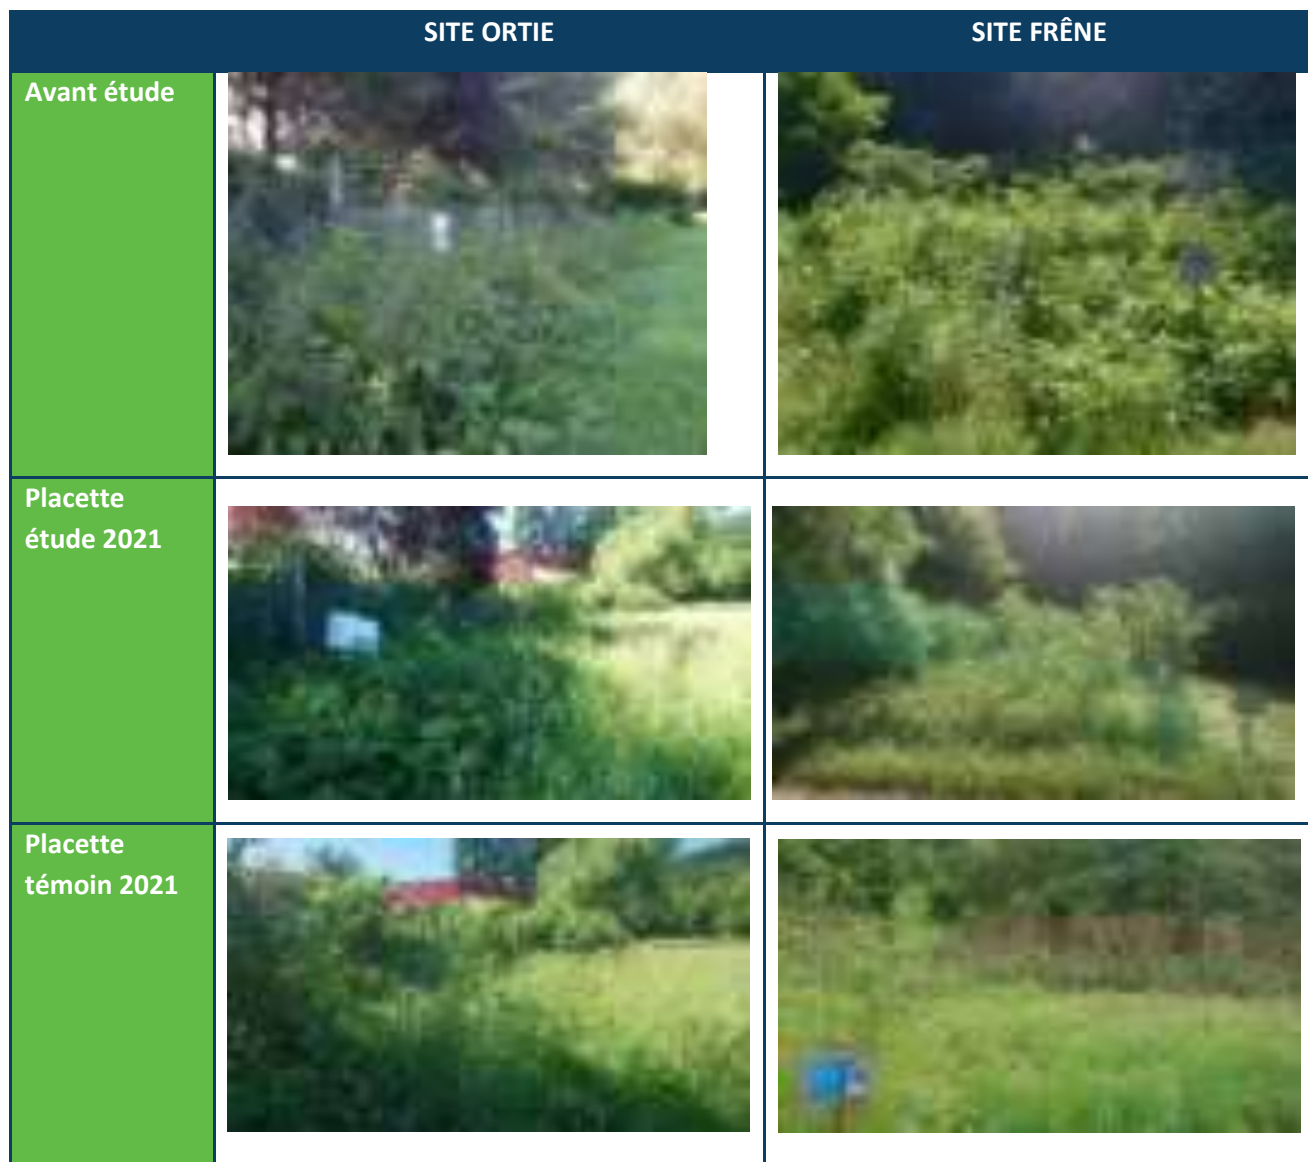 SITE ORTIE
SITE FRÊNE
Avant étude
Placette
étude 2021
Placette
témoin 2021